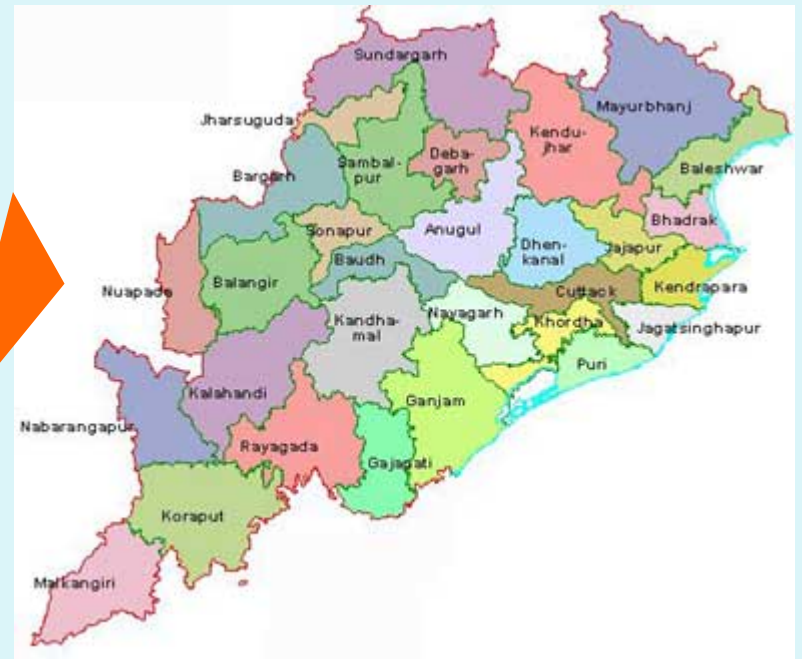 Sundargarh
Mayurbhanj
Jharsuguda
Kendu-
jhar
Deba-
garh
Sambal-
pur
Baleshwar
Bargarh
Bhadrak
Sonapur
Anugul
Dhen-
kanal
Jajapur
Baudh
Balangir
Nuapada
Cuttack
Kendrapara
Kandha-
mal
Nayagarh
Khordha
Jagatsinghapur
Puri
Kalahandi
Ganjam
Nabarangapur
Rayagada
Gajapati
Koraput
Malkangiri